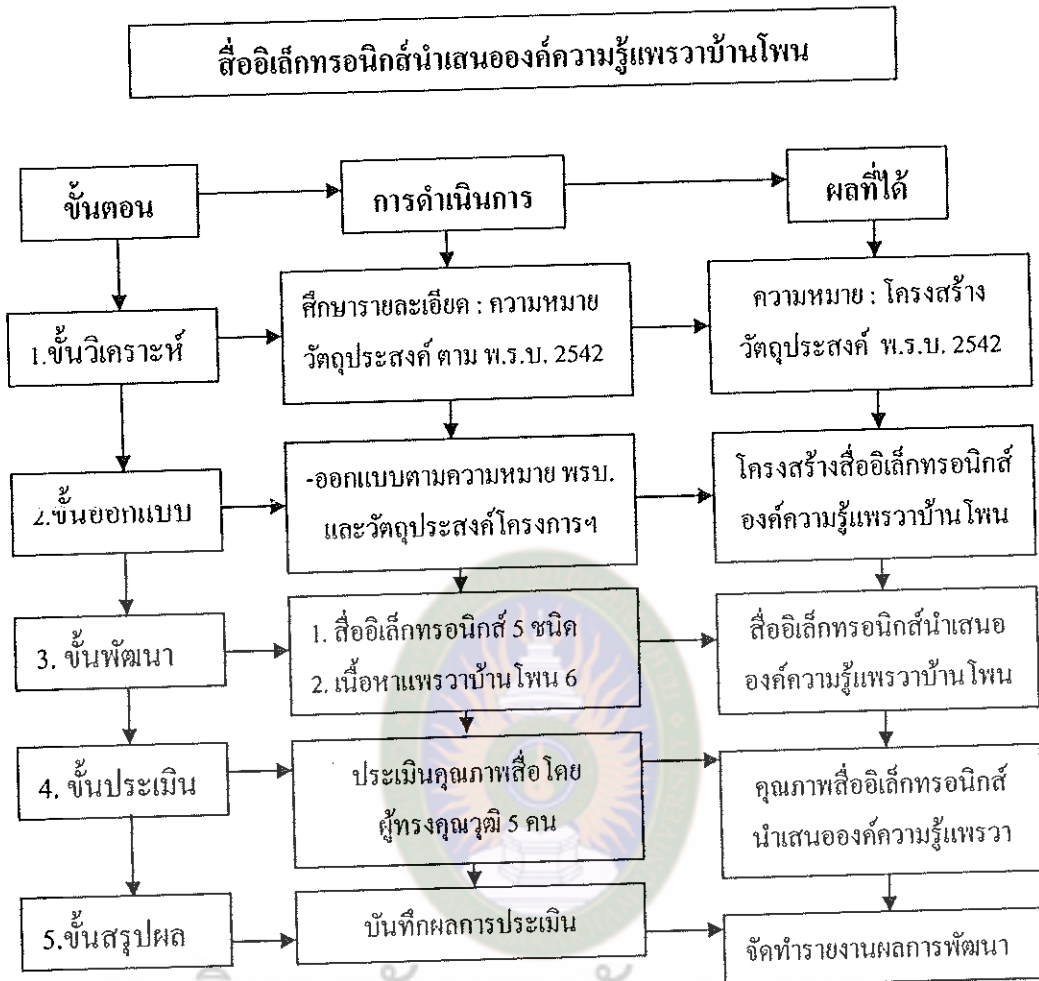 สื่ออิเล็กทรอนิกส์นำเสนอองค์ความรู้แพรวาบ้านโพน
ขั้นตอน
การดำเนินการ
ผลที่ได้
1.ขั้นวิเคราะห์
ศึกษารายละเอียด : ความหมาย
วัตถุประสงค์ ตาม พ.ร.บ. 2542
ความหมาย : โครงสร้าง
วัตถุประสงค์ พ.ร.บ. 2542
2.ขั้นออกแบบ
-ออกแบบตามความหมาย พรบ.
และวัตถุประสงค์โครงการฯ
โครงสร้างสื่ออิเล็กทรอนิกส์
องค์ความรู้แพรวาบ้านโพน
3. ขั้นพัฒนา
1. สื่ออิเล็กทรอนิกส์ 5 ชนิด
2. เนื้อหาแพรวาบ้านโพน 6
สื่ออิเล็กทรอนิกส์นำเสนอ
องค์ความรู้แพรวาบ้านโพน
4. ขั้นประเมิน
ประเมินคุณภาพสื่อโดย
ผู้ทรงคุณวุฒิ 5 คน
คุณภาพสื่ออิเล็กทรอนิกส์
นำเสนอองค์ความรู้แพรวา
5.ขั้นสรุปผล
บันทึกผลการประเมิน
จัดทำรายงานผลการพัฒนา